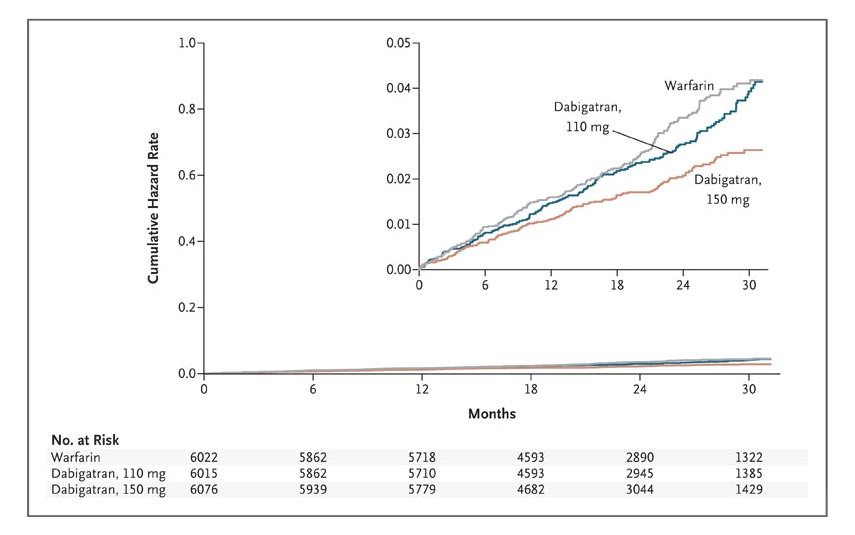 1.0
0.8
0.6
0.4
0.2
0.0
Cumulative Hazard Rate
0.05
0.04
0.03
0.02
0.01
0.00
Warfarin
Dabigatran,
110 mg
Dabigatran,
150 mg
0 6 12 18 24 30
0 6 12 18 24 30
Months
No. at Risk
Warfarin 6022 5862 5718 4593 2890 1322
Dabigatran, 110 mg 6015 5862 5710 4593 2945 1385
Dabigatran, 150 mg 6076 5939 5779 4682 3044 1429